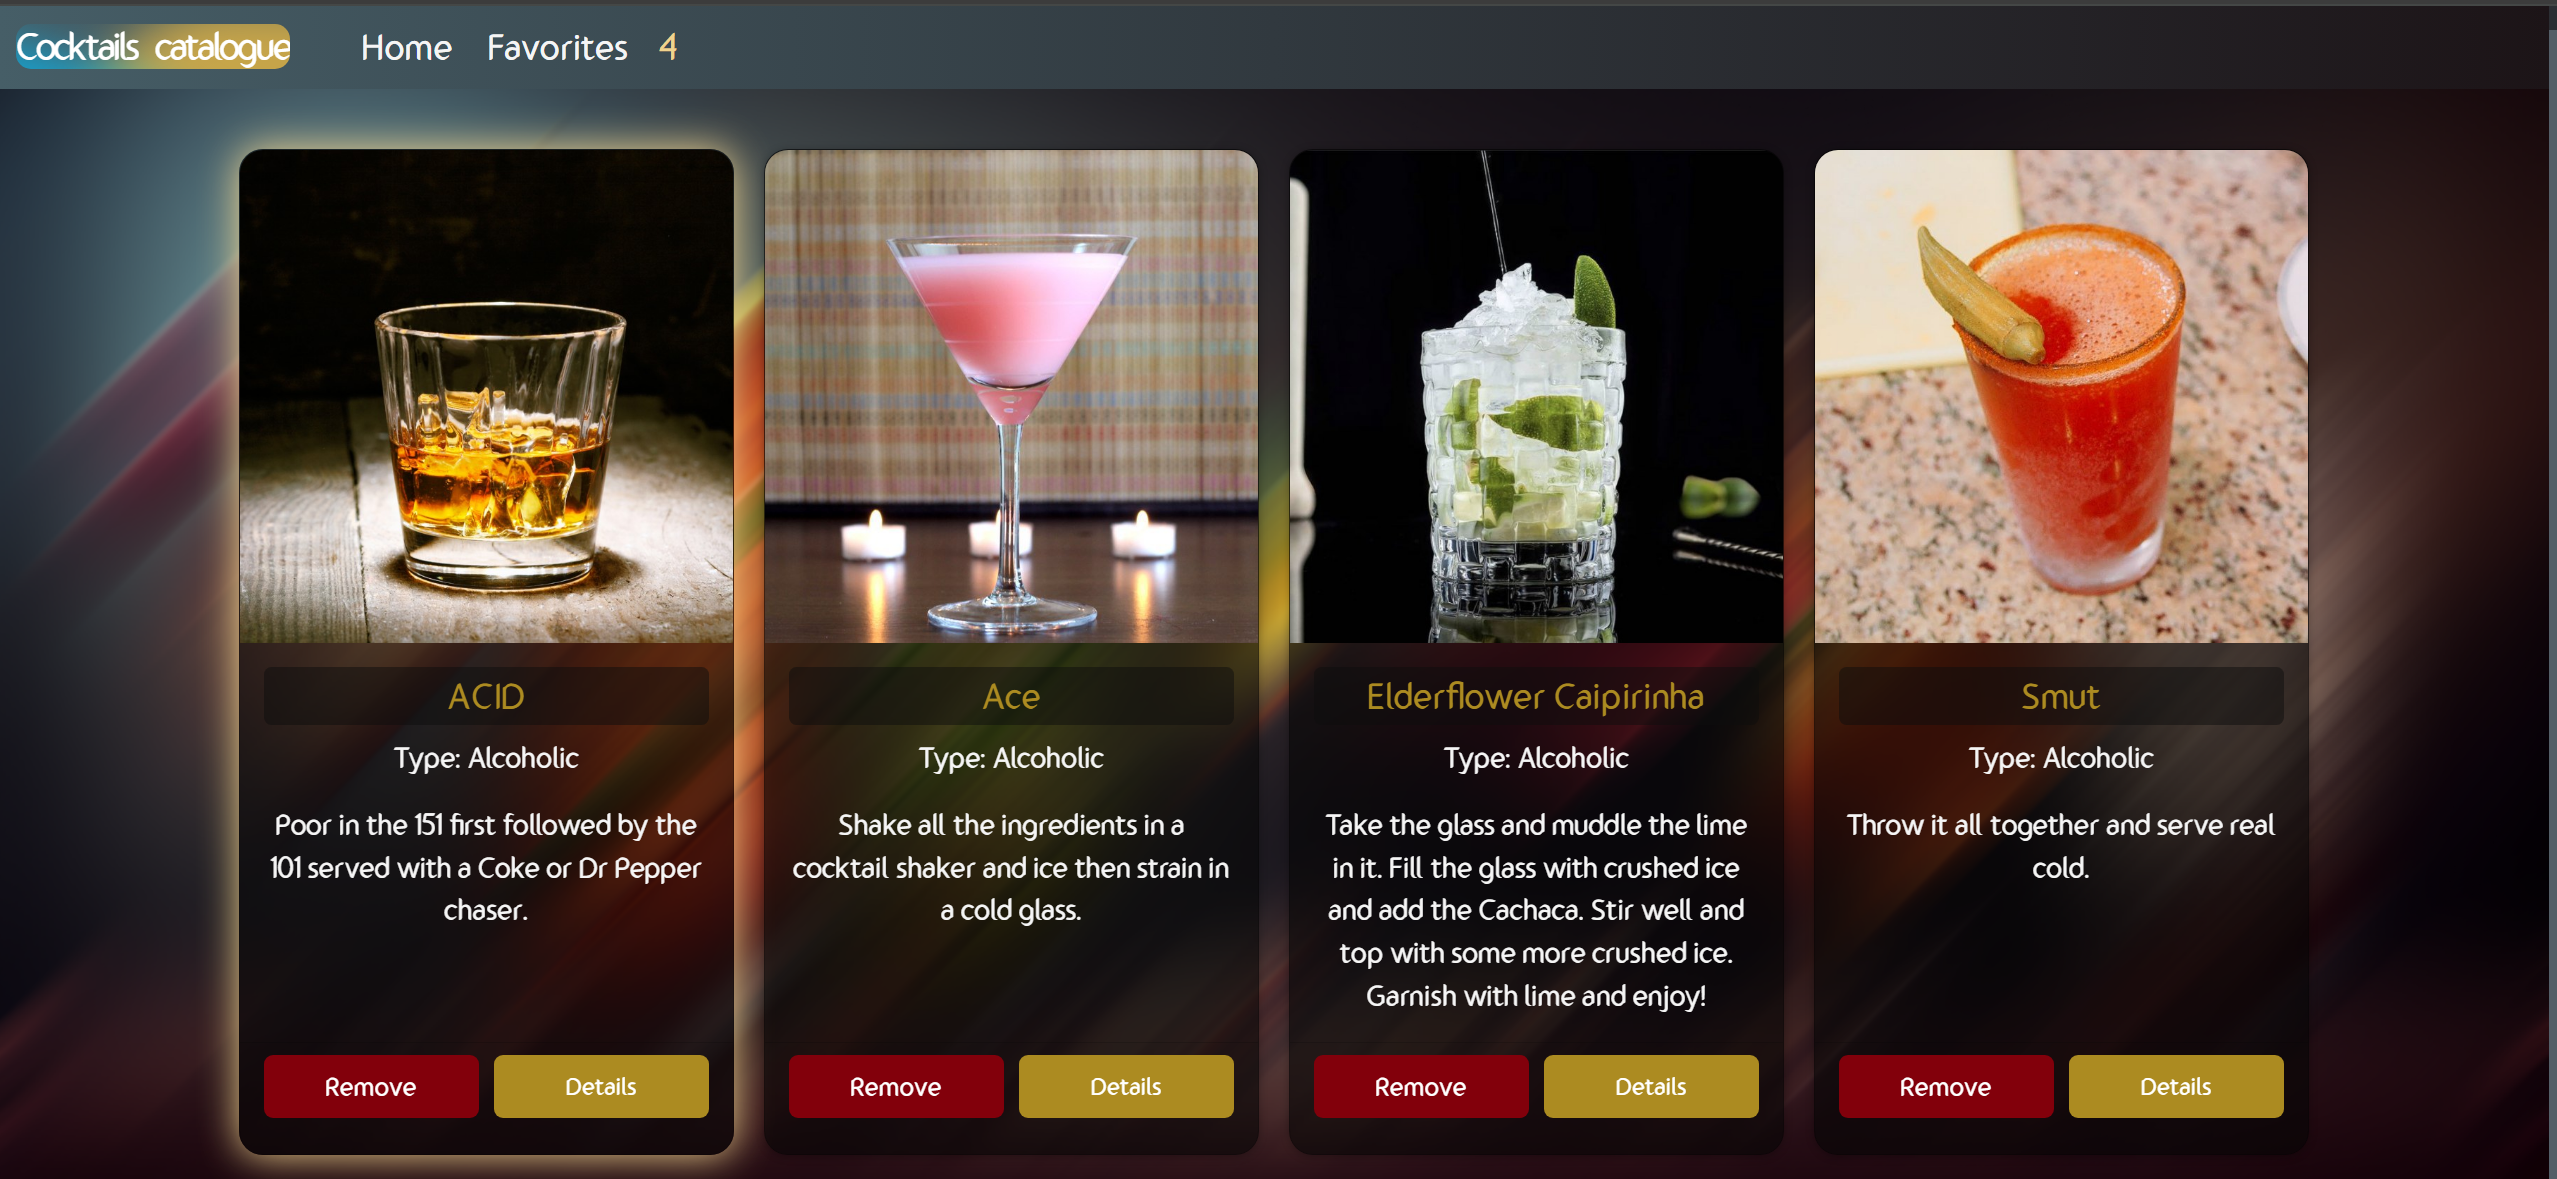 Cocktails catalogue
Home
Favorites 4
ACID
Type: Alcoholic
Poor in the 151 first followed by the
101 served with a Coke or Dr Pepper
chaser.
Remove
Details
Ace
Type: Alcoholic
Shake all the ingredients in a
cocktail shaker and ice then strain in
a cold glass.
Remove
Details
Elderflower Caipirinha
Type: Alcoholic
Take the glass and muddle the lime
in it. Fill the glass with crushed ice
and add the Cachaca. Stir well and
top with some more crushed ice.
Garnish with lime and enjoy!
Remove
Details
Smut
Type: Alcoholic
Throw it all together and serve real
cold.
Remove
Details